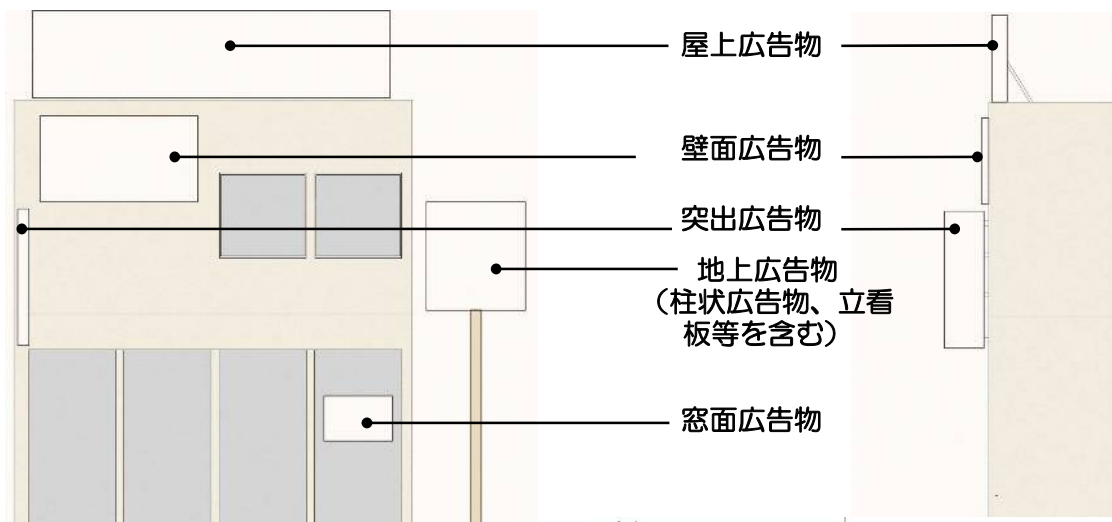 屋上広告物
壁面広告物
突出広告物
地上広告物
（柱状広告物、立看
板等を含む）
窓面広告物